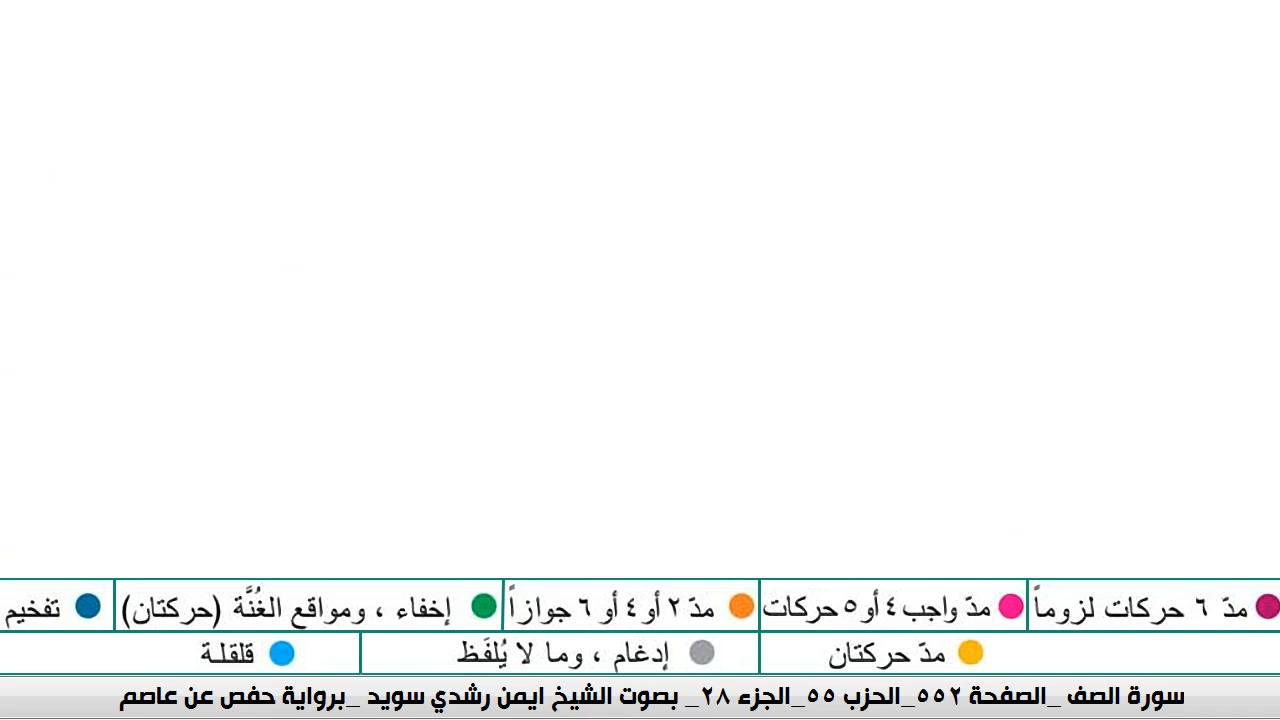 مدّ ٦ حركات لزوماً مدّ واجب ٤ أو ٥ حركات مدّ ٢ أو ٤ أو ٦ جوازاً إخفاء ، ومواقع الغُنَّة (حركتان) تفخيم
مدّ حركتان إدغام ، وما لا يُلفَظ قلقلة
سورة الصف _الصفحة ٥٥٢_الحزب ٥٥_الجزء ٢٨_ بصوت الشيخ ايمن رشدي سويد _برواية حفص عن عاصم